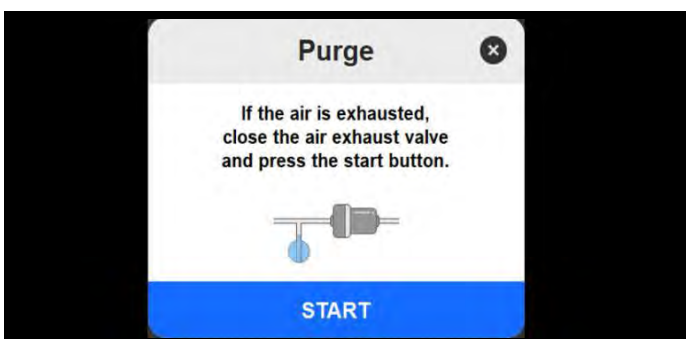 Purge
If the air is exhausted,
close the air exhaust valve
and press the start button.
START